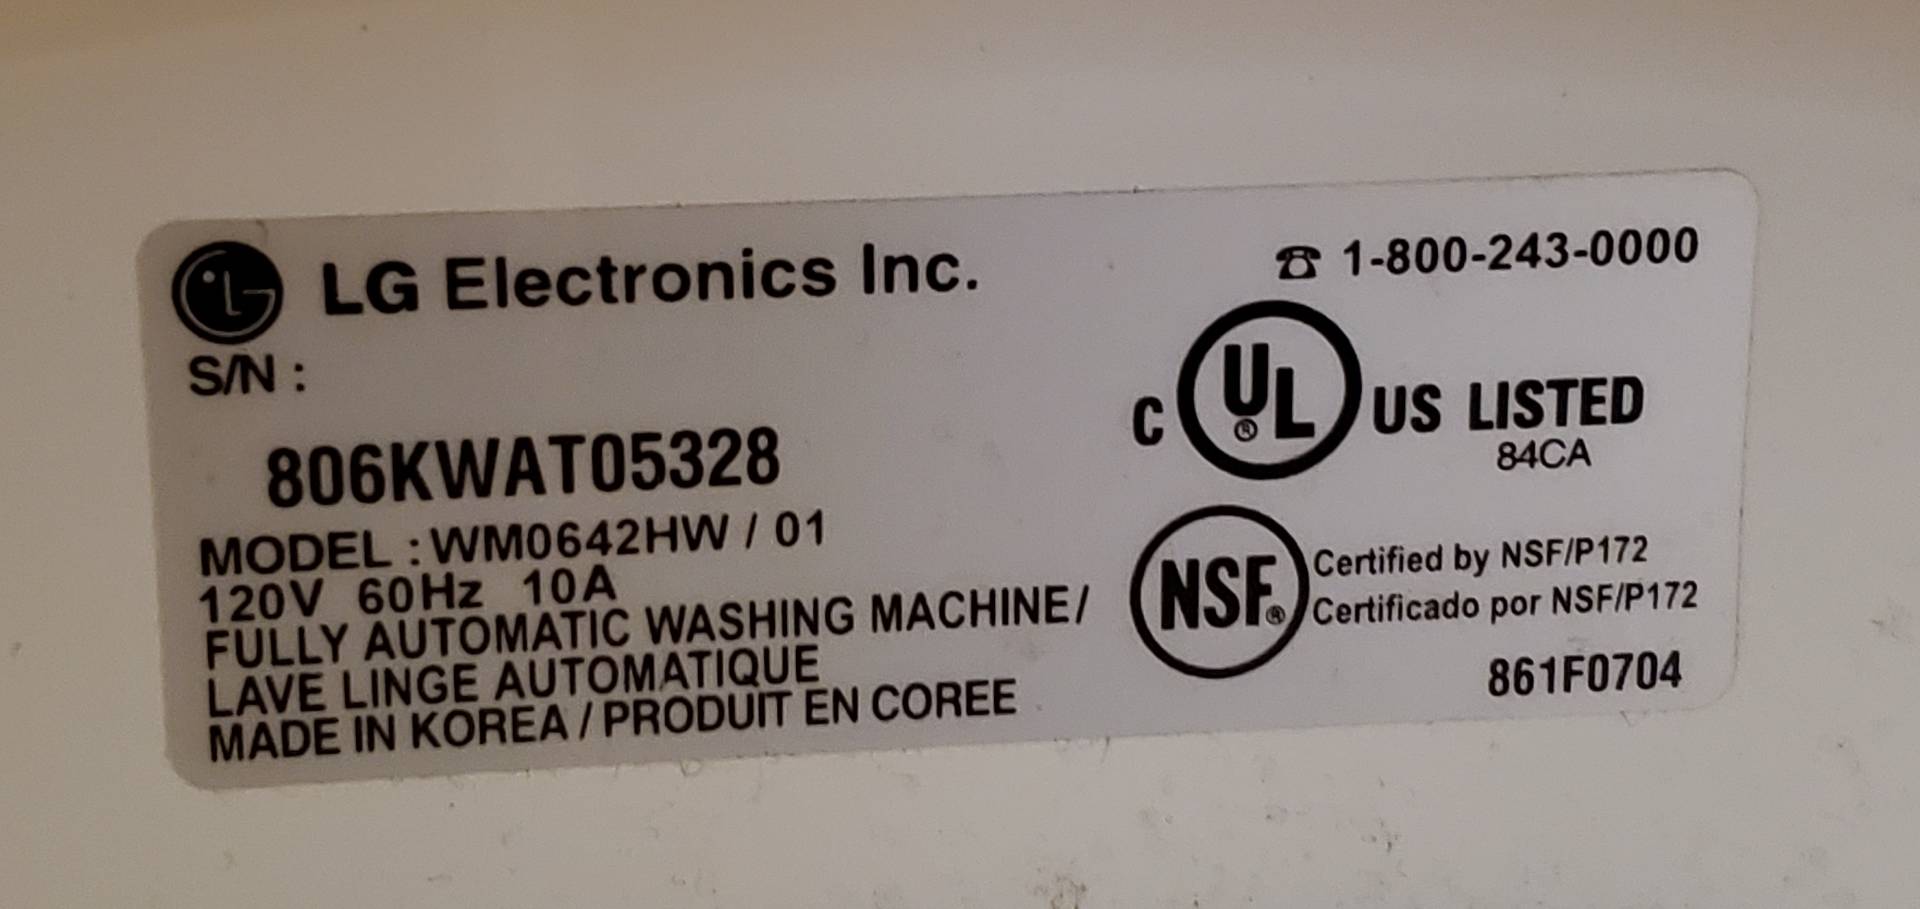 LG Electronics Inc.
S/N :
806KWAT05328
MODEL : WM0642HW / 01
120V 60Hz 10A
FULLY AUTOMATIC WASHING MACHINE/
LAVE LINGE AUTOMATIQUE
MADE IN KOREA / PRODUIT EN COREE
☎ 1-800-243-0000
C UL® US LISTED
84CA
NSF®
Certified by NSF/P172
Certificado por NSF/P172
861F0704